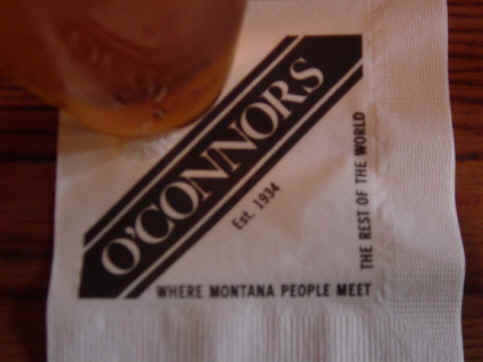 O'CONNORS
Est. 1934
WHERE MONTANA PEOPLE MEET
THE REST OF THE WORLD